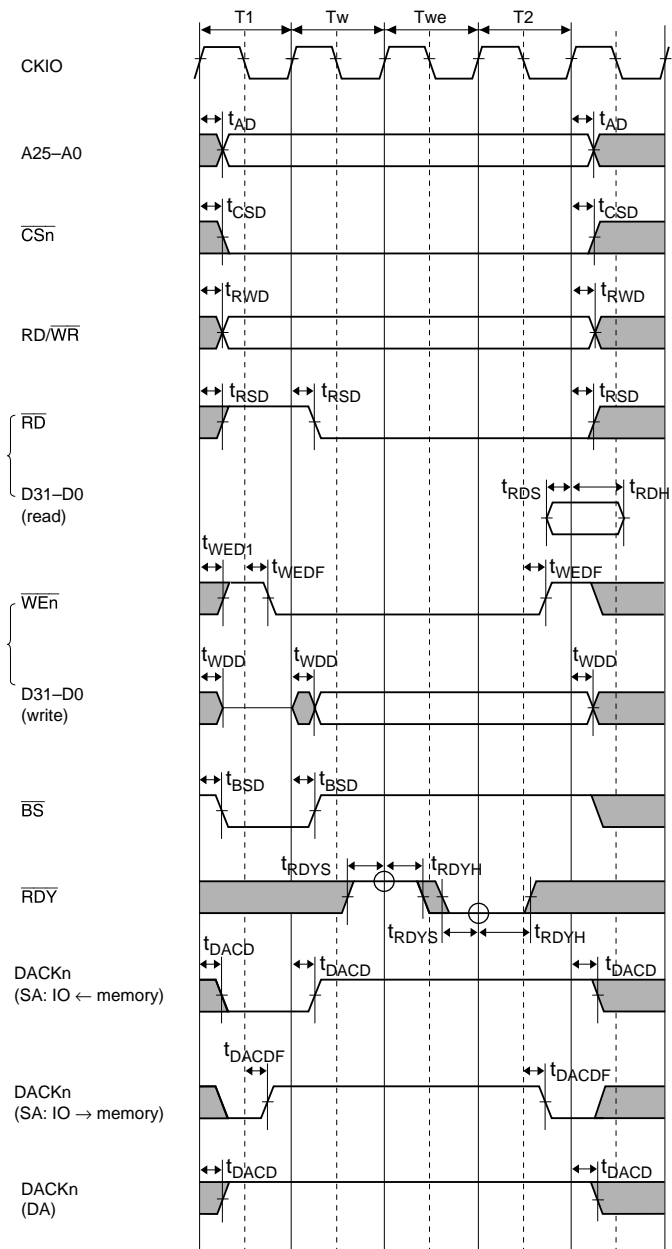 T1 Tw Twe T2
CKIO
tAD tAD
A25–A0
tCSD tCSD
CSn
tRWD tRWD
RD/WR
tRSD tRSD tRSD
RD
D31–D0
(read)
tRDS tRDH
tWED1 tWEDF tWEDF
WEn
tWDD tWDD tWDD
D31–D0
(write)
tBSD tBSD
BS
tRDYS tRDYH
RDY
tRDYS tRDYH
tDACD tDACD tDACD
DACKn
(SA: IO ← memory)
tDACDF tDACDF
DACKn
(SA: IO → memory)
tDACD tDACD
DACKn
(DA)